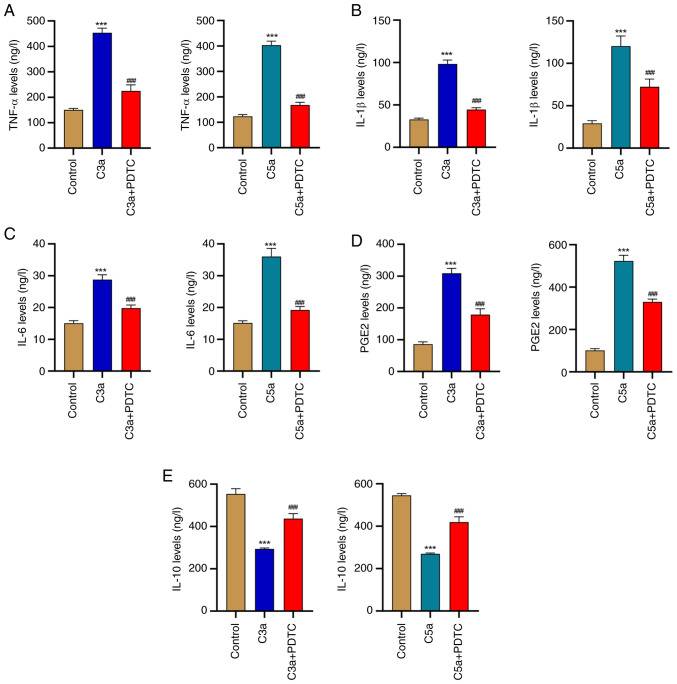 A
TNF-α levels (ng/l)
500
400
300
200
100
0
***
###
Control
C3a
C3a+PDTC
TNF-α levels (ng/l)
500
400
300
200
100
0
***
###
Control
C5a
C5a+PDTC
B
IL-1β levels (ng/l)
150
100
50
0
***
###
Control
C3a
C3a+PDTC
IL-1β levels (ng/l)
150
100
50
0
***
###
Control
C5a
C5a+PDTC
C
IL-6 levels (ng/l)
40
30
20
10
0
***
###
Control
C3a
C3a+PDTC
IL-6 levels (ng/l)
40
30
20
10
0
***
###
Control
C5a
C5a+PDTC
D
PGE2 levels (ng/l)
400
300
200
100
0
***
###
Control
C3a
C3a+PDTC
PGE2 levels (ng/l)
600
400
200
0
***
###
Control
C5a
C5a+PDTC
E
IL-10 levels (ng/l)
600
400
200
0
***
###
Control
C3a
C3a+PDTC
IL-10 levels (ng/l)
600
400
200
0
***
###
Control
C5a
C5a+PDTC